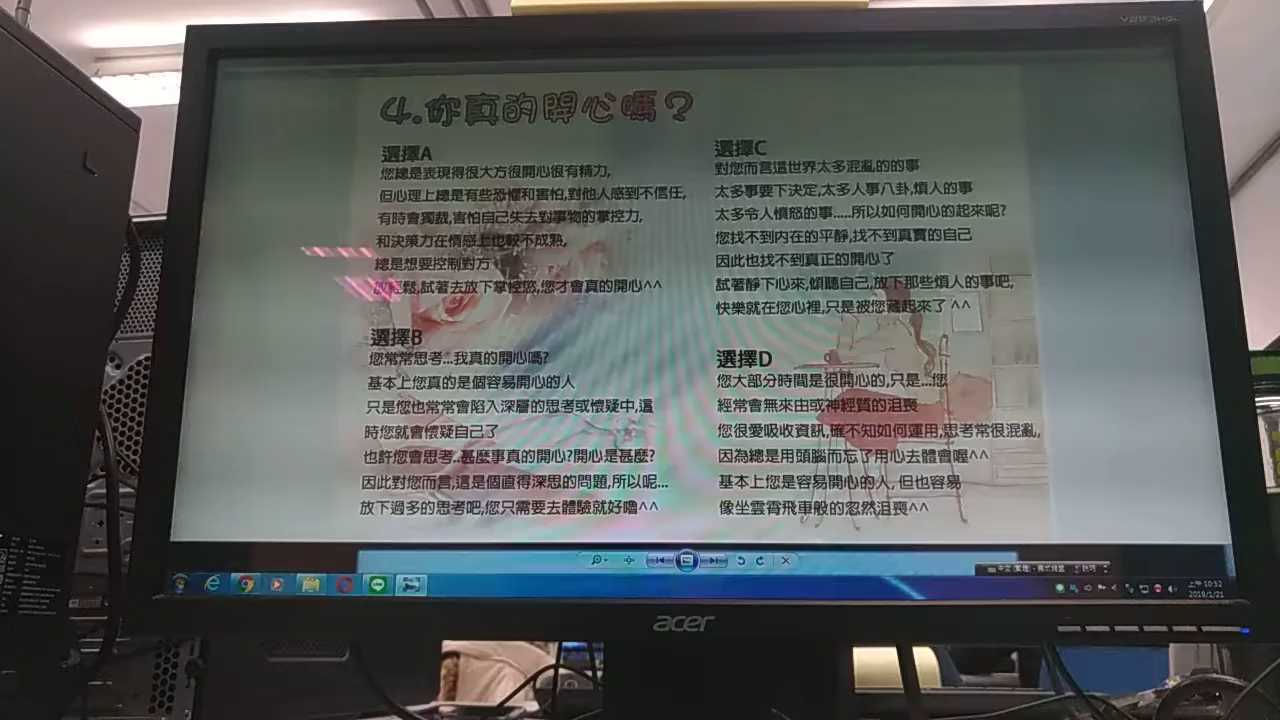 V223HQL
4.你真的開心嗎?
選擇A
您總是表現得很大方很開心很有精力,
但心理上總是有些恐懼和害怕,對他人感到不信任,
有時會獨裁,害怕自己失去對事物的掌控力,
和決策力在情感上也較不成熟,
總是想要控制對方
放輕鬆,試著去放下掌控慾,您才會真的開心^^
選擇B
您常常思考...我真的開心嗎?
基本上您真的是個容易開心的人
只是您也常常會陷入深層的思考或懷疑中,這
時您就會懷疑自己了
也許您會思考..甚麼事真的開心?開心是甚麼?
因此對您而言,這是個直得深思的問題,所以呢...
放下過多的思考吧,您只需要去體驗就好嚕^^
選擇C
對您而言這世界太多混亂的的事
太多事要下決定,太多人事八卦,煩人的事
太多令人憤怒的事.....所以如何開心的起來呢?
您找不到內在的平靜,找不到真實的自己
因此也找不到真正的開心了
試著靜下心來,傾聽自己,放下那些煩人的事吧,
快樂就在您心裡,只是被您藏起來了 ^^
選擇D
您大部分時間是很開心的,只是...您
經常會無來由或神經質的沮喪
您很愛吸收資訊,確不知如何運用,思考常很混亂,
因為總是用頭腦而忘了用心去體會喔^^
基本上您是容易開心的人, 但也容易
像坐雲霄飛車般的忽然沮喪^^
上午 10:52
2019/1/21
acer